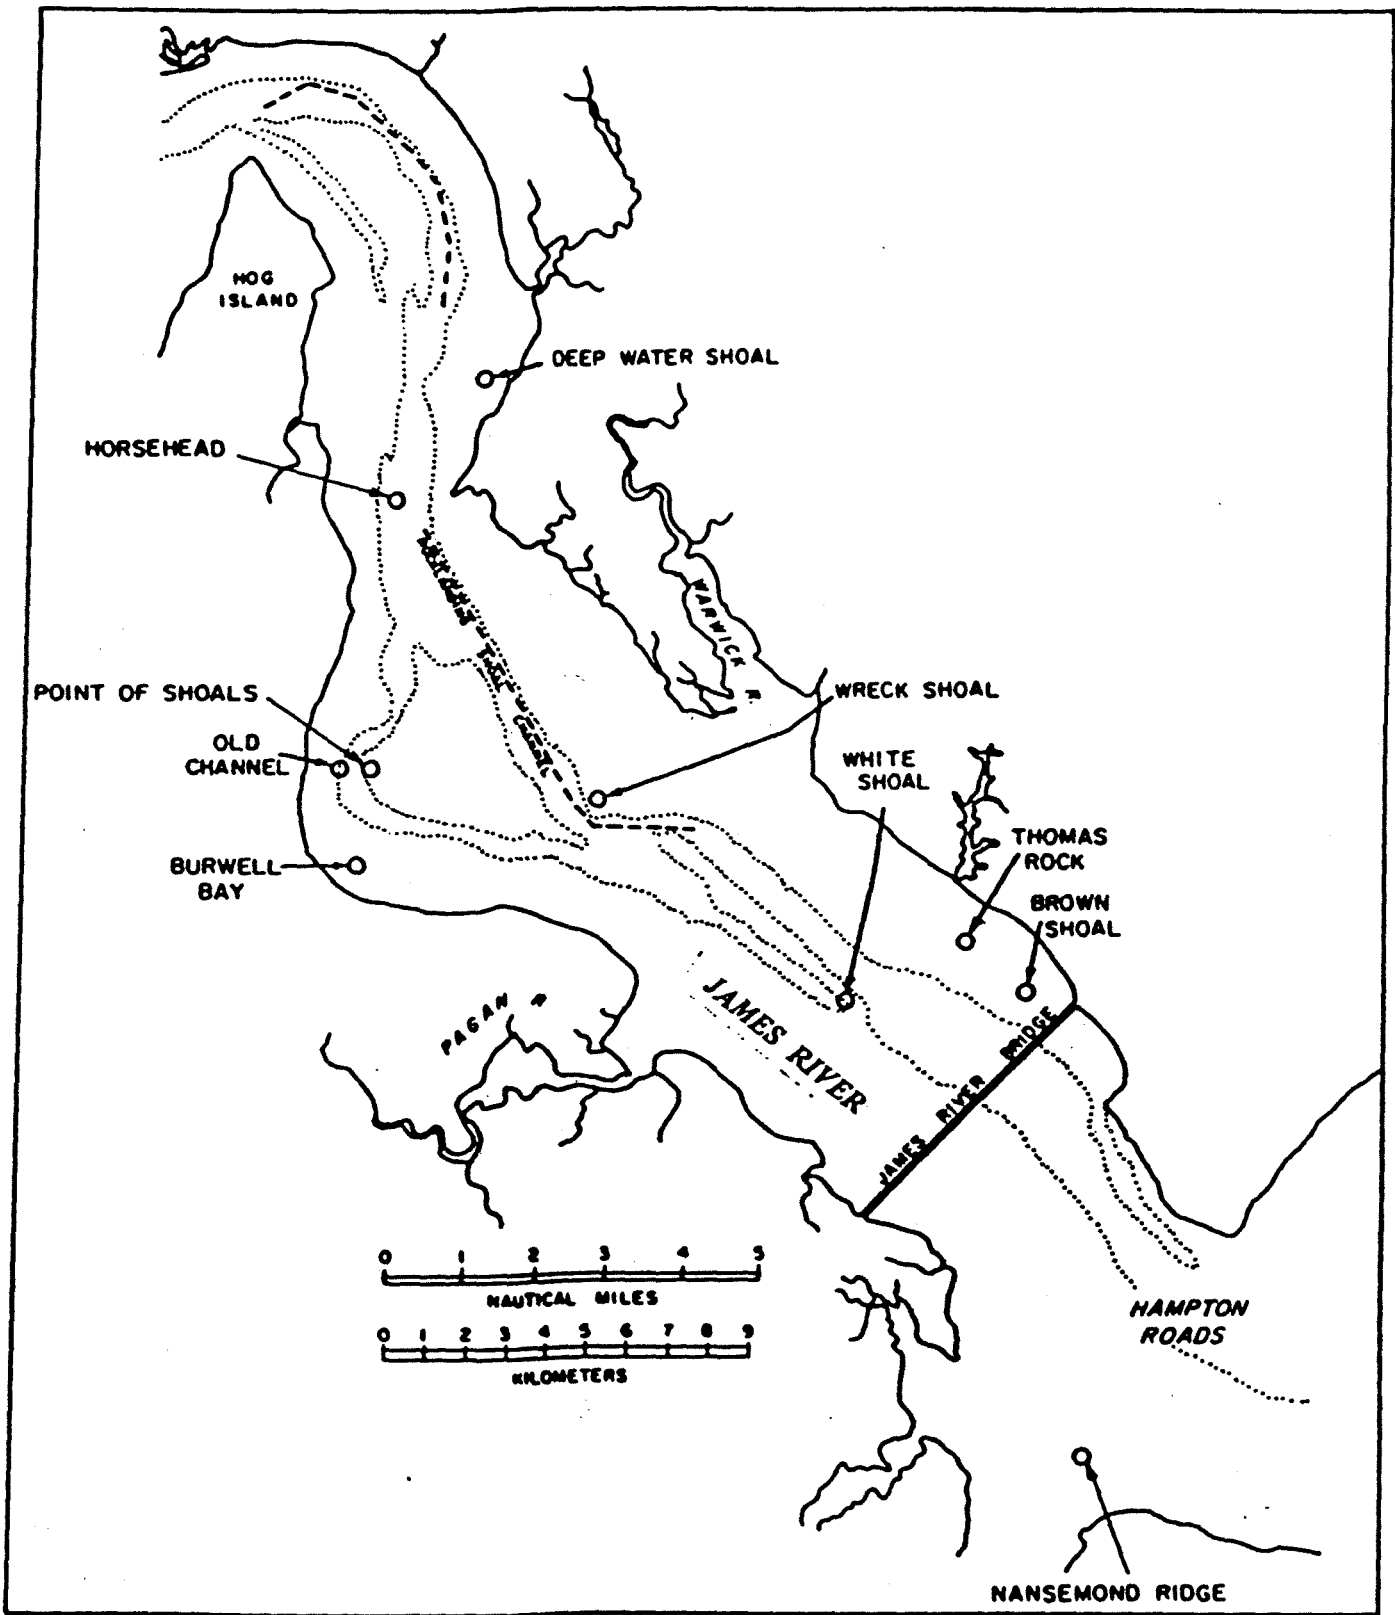 HOG
ISLAND
DEEP WATER SHOAL
HORSEHEAD
WARWICK R
POINT OF SHOALS
WRECK SHOAL
OLD
CHANNEL
WHITE
SHOAL
THOMAS
ROCK
BURWELL
BAY
BROWN
SHOAL
PAGAN R
JAMES RIVER
JAMES RIVER BRIDGE
0 1 2 3 4 5
NAUTICAL MILES
0 1 2 3 4 5 6 7 8 9
KILOMETERS
HAMPTON
ROADS
NANSEMOND RIDGE